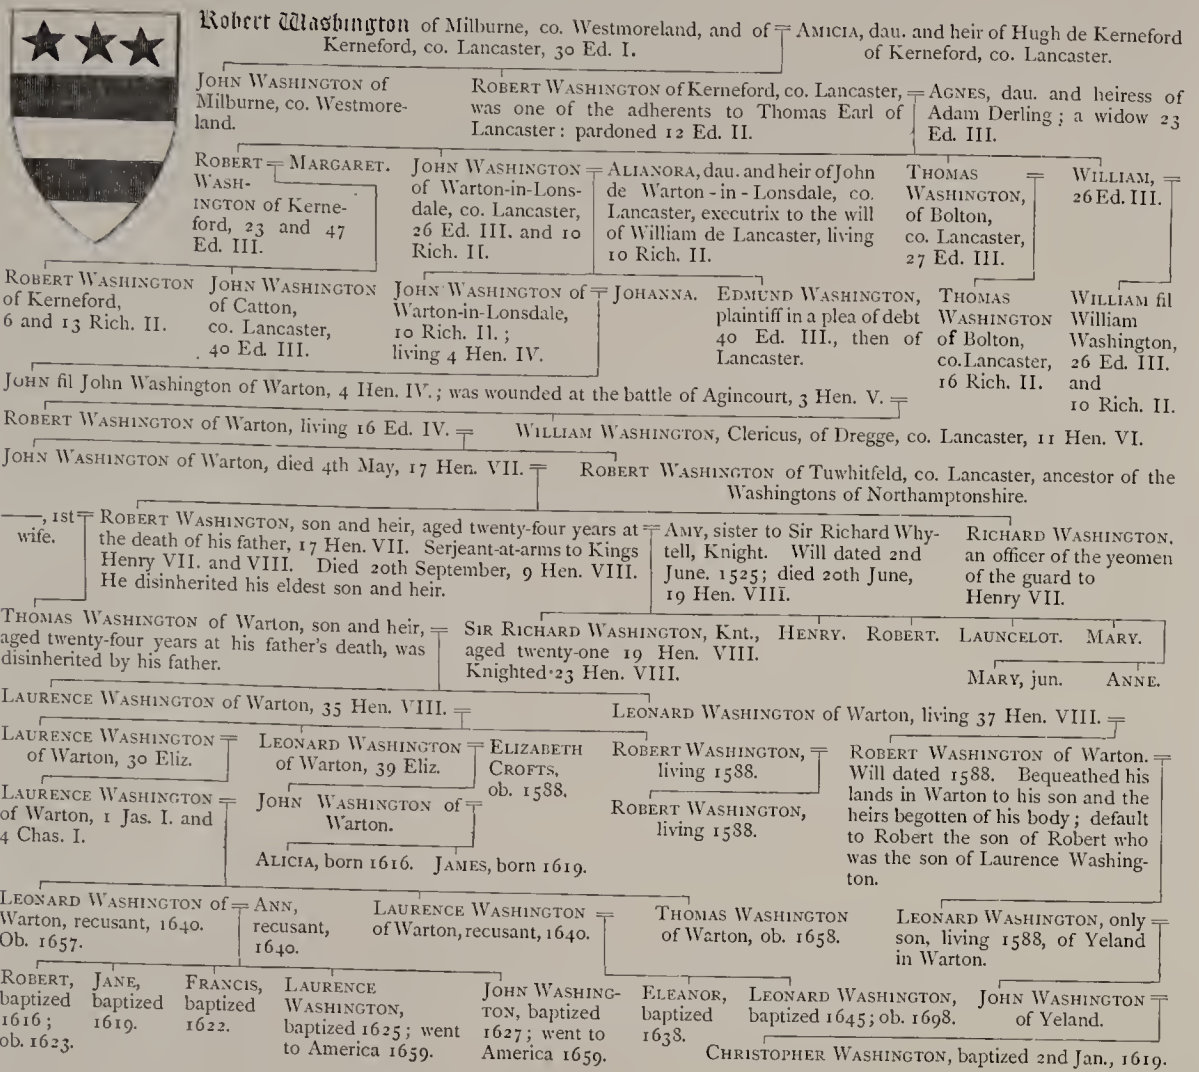 Robert Washington of Milburne, co. Westmoreland, and of
Kerneford, co. Lancaster, 30 Ed. I.
AMICIA, dau. and heir of Hugh de Kerneford
of Kerneford, co. Lancaster.
JOHN WASHINGTON of
Milburne, co. Westmore-
land.
ROBERT WASHINGTON of Kerneford, co. Lancaster,
was one of the adherents to Thomas Earl of
Lancaster: pardoned 12 Ed. II.
AGNES, dau. and heiress of
Adam Derling; a widow 23
Ed. III.
ROBERT
WASH-
INGTON of Kerne-
ford, 23 and 47
Ed. III.
MARGARET.
JOHN WASHINGTON
of Warton-in-Lons-
dale, co. Lancaster,
26 Ed. III. and 10
Rich. II.
ALIANORA, dau. and heir of John
de Warton-in-Lonsdale, co.
Lancaster, executrix to the will
of William de Lancaster, living
10 Rich. II.
THOMAS
WASHINGTON,
of Bolton,
co. Lancaster,
27 Ed. III.
WILLIAM,
26 Ed. III.
ROBERT WASHINGTON
of Kerneford,
6 and 13 Rich. II.
JOHN WASHINGTON
of Catton,
co. Lancaster,
40 Ed. III.
JOHN WASHINGTON of
Warton-in-Lonsdale,
10 Rich. II.;
living 4 Hen. IV.
JOHANNA.
EDMUND WASHINGTON,
plaintiff in a plea of debt
40 Ed. III., then of
Lancaster.
THOMAS
WASHINGTON
of Bolton,
co. Lancaster,
16 Rich. II.
WILLIAM fil
William
Washington,
26 Ed. III.
and
10 Rich. II.
JOHN fil John Washington of Warton, 4 Hen. IV.; was wounded at the battle of Agincourt, 3 Hen. V.
ROBERT WASHINGTON of Warton, living 16 Ed. IV.
WILLIAM WASHINGTON, Clericus, of Dregge, co. Lancaster, 11 Hen. VI.
JOHN WASHINGTON of Warton, died 4th May, 17 Hen. VII.
ROBERT WASHINGTON of Tuwhitfeld, co. Lancaster, ancestor of the
Washingtons of Northamptonshire.
——, 1st
wife.
ROBERT WASHINGTON, son and heir, aged twenty-four years at
the death of his father, 17 Hen. VII. Serjeant-at-arms to Kings
Henry VII. and VIII. Died 20th September, 9 Hen. VIII.
He disinherited his eldest son and heir.
AMY, sister to Sir Richard Why-
tell, Knight. Will dated 2nd
June. 1525; died 20th June,
19 Hen. VIII.
RICHARD WASHINGTON,
an officer of the yeomen
of the guard to
Henry VII.
THOMAS WASHINGTON of Warton, son and heir,
aged twenty-four years at his father's death, was
disinherited by his father.
SIR RICHARD WASHINGTON, Knt.,
aged twenty-one 19 Hen. VIII.
Knighted 23 Hen. VIII.
HENRY.
ROBERT.
LAUNCELOT.
MARY.
MARY, jun.
ANNE.
LAURENCE WASHINGTON of Warton, 35 Hen. VIII.
LEONARD WASHINGTON of Warton, living 37 Hen. VIII.
LAURENCE WASHINGTON
of Warton, 30 Eliz.
LEONARD WASHINGTON
of Warton, 39 Eliz.
ELIZABETH
CROFTS,
ob. 1588.
ROBERT WASHINGTON,
living 1588.
ROBERT WASHINGTON of Warton.
Will dated 1588. Bequeathed his
lands in Warton to his son and the
heirs begotten of his body; default
to Robert the son of Robert who
was the son of Laurence Washing-
ton.
LAURENCE WASHINGTON
of Warton, 1 Jas. I. and
4 Chas. I.
JOHN WASHINGTON of
Warton.
ROBERT WASHINGTON,
living 1588.
ALICIA, born 1616.
JAMES, born 1619.
LEONARD WASHINGTON of
Warton, recusant, 1640.
Ob. 1657.
ANN,
recusant,
1640.
LAURENCE WASHINGTON
of Warton, recusant, 1640.
THOMAS WASHINGTON
of Warton, ob. 1658.
LEONARD WASHINGTON, only
son, living 1588, of Yeland
in Warton.
ROBERT,
baptized
1616;
ob. 1623.
JANE,
baptized
1619.
FRANCIS,
baptized
1622.
LAURENCE
WASHINGTON,
baptized 1625; went
to America 1659.
JOHN WASHING-
TON, baptized
1627; went to
America 1659.
ELEANOR,
baptized
1638.
LEONARD WASHINGTON,
baptized 1645; ob. 1698.
JOHN WASHINGTON
of Yeland.
CHRISTOPHER WASHINGTON, baptized 2nd Jan., 1619.